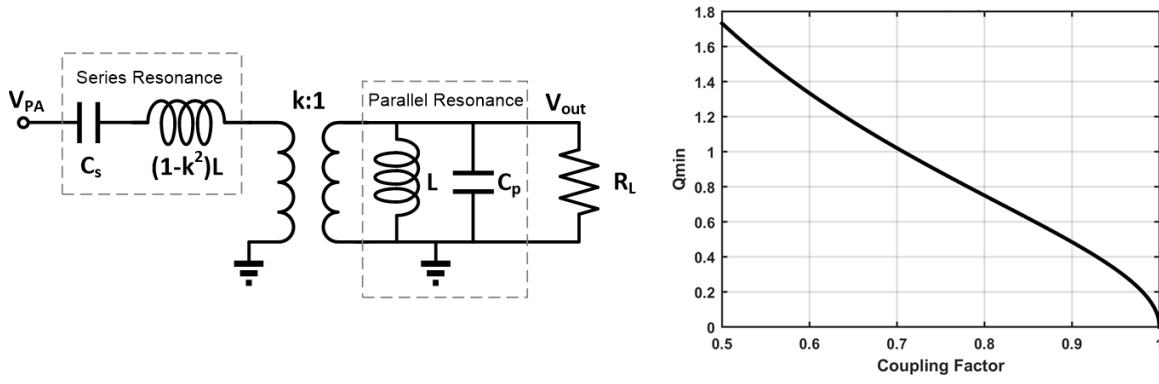 Series Resonance
V_PA
C_s
(1-k²)L
k:1
Parallel Resonance
V_out
L
C_p
R_L
1.8
1.6
1.4
1.2
1
0.8
0.6
0.4
0.2
0
Qmin
0.5
0.6
0.7
0.8
0.9
1
Coupling Factor